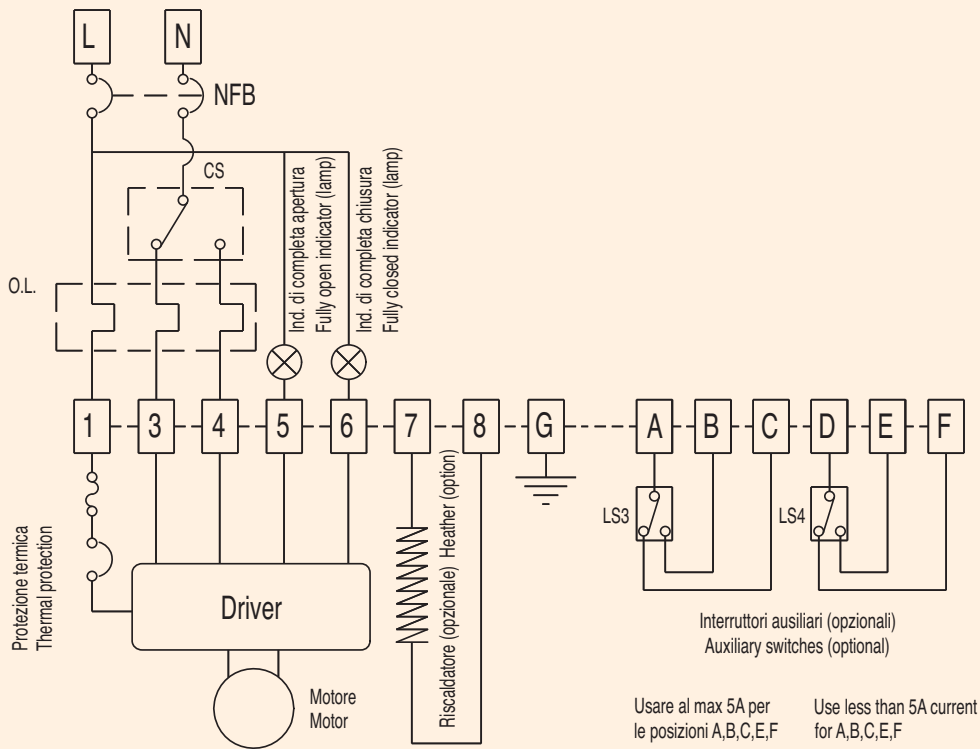 L N
NFB
CS
O.L.
Ind. di completa apertura
Fully open indicator (lamp)
Ind. di completa chiusura
Fully closed indicator (lamp)
1 3 4 5 6 7 8 G A B C D E F
Protezione termica
Thermal protection
Driver
Motore
Motor
Riscaldatore (opzionale) Heather (option)
LS3
LS4
Interruttori ausiliari (opzionali)
Auxiliary switches (optional)
Usare al max 5A per
le posizioni A,B,C,E,F
Use less than 5A current
for A,B,C,E,F